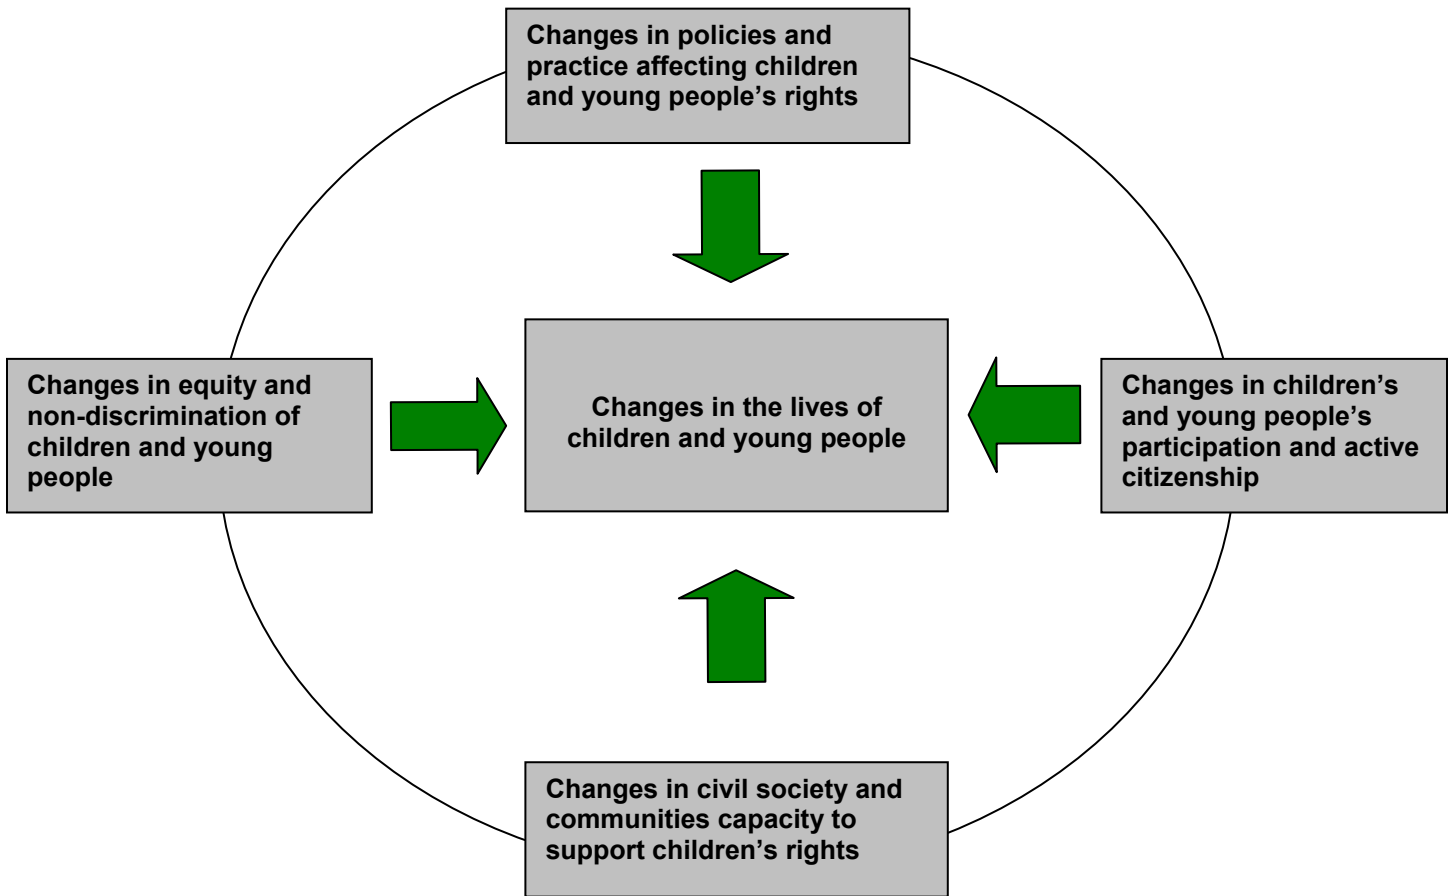 Changes in policies and
practice affecting children
and young people’s rights
Changes in equity and
non-discrimination of
children and young
people
Changes in the lives of
children and young people
Changes in children’s
and young people’s
participation and active
citizenship
Changes in civil society and
communities capacity to
support children’s rights